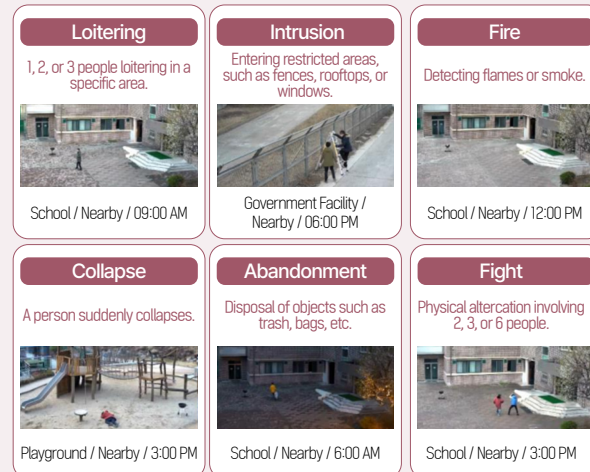 Loitering
1, 2, or 3 people loitering in a
specific area.
School / Nearby / 09:00 AM
Intrusion
Entering restricted areas,
such as fences, rooftops, or
windows.
Government Facility /
Nearby / 06:00 PM
Fire
Detecting flames or smoke.
School / Nearby / 12:00 PM
Collapse
A person suddenly collapses.
Playground / Nearby / 3:00 PM
Abandonment
Disposal of objects such as
trash, bags, etc.
School / Nearby / 6:00 AM
Fight
Physical altercation involving
2, 3, or 6 people.
School / Nearby / 3:00 PM